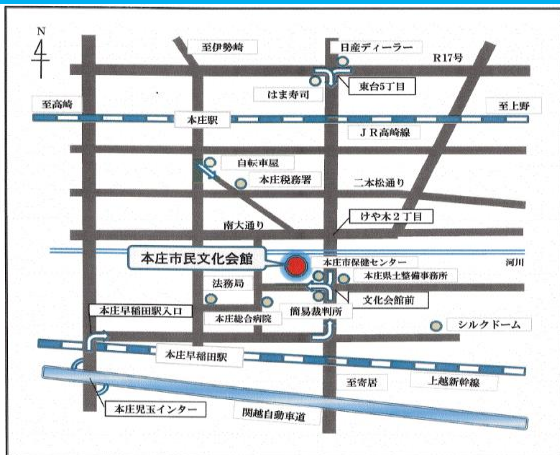 N
至伊勢崎
日産ディーラー
R17号
はま寿司
東台5丁目
至高崎
本庄駅
至上野
JR高崎線
自転車屋
本庄税務署
二本松通り
南大通り
けや木2丁目
本庄市民文化会館
本庄市保健センター
河川
本庄県土整備事務所
法務局
文化会館前
本庄早稲田駅入口
本庄総合病院
簡易裁判所
シルクドーム
本庄早稲田駅
至寄居
上越新幹線
本庄児玉インター
関越自動車道